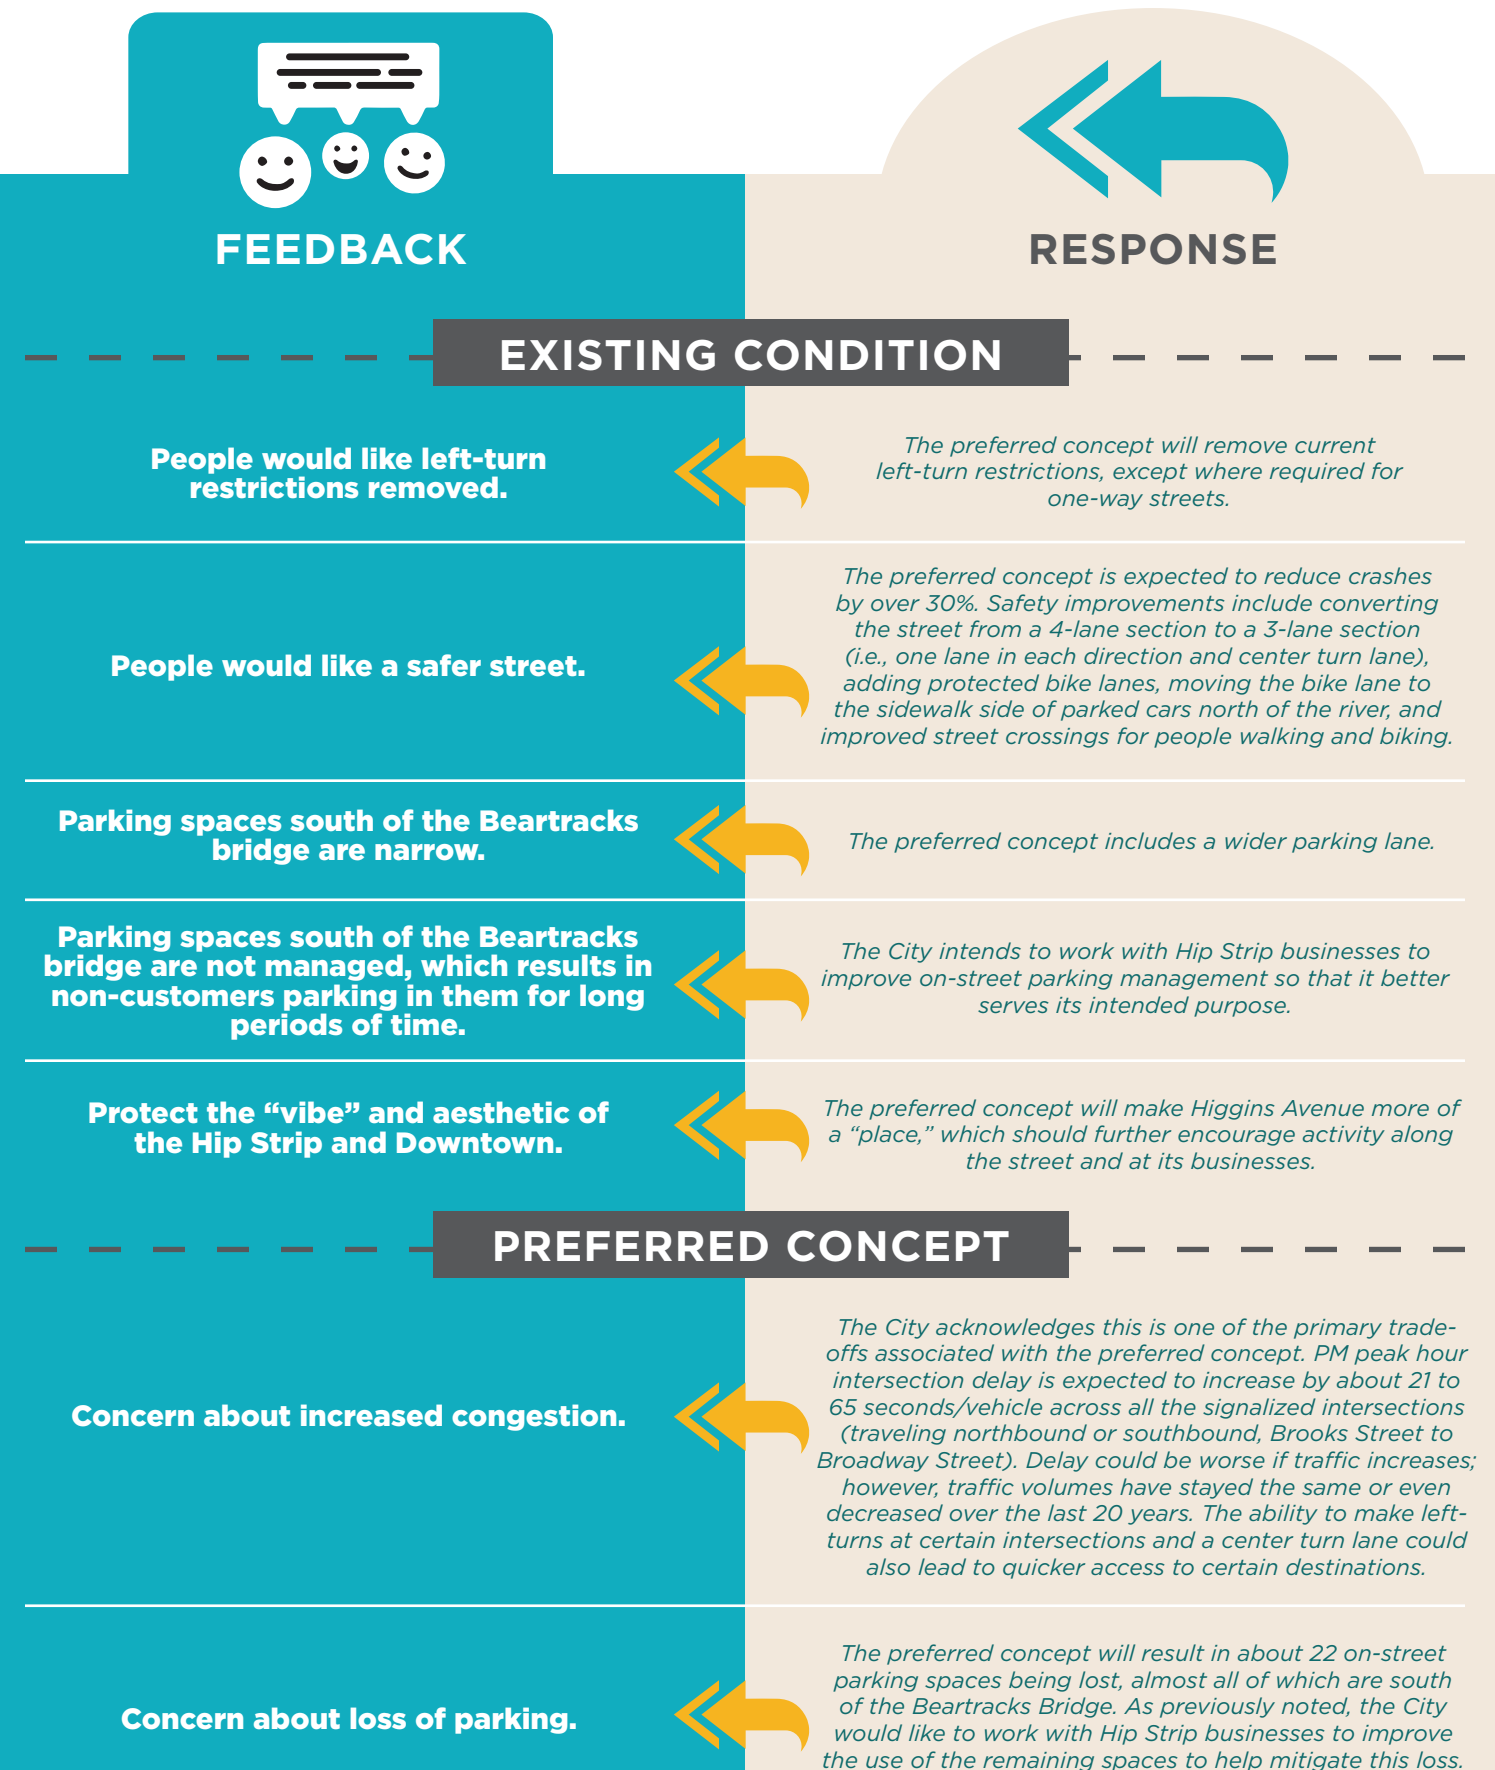 FEEDBACK
RESPONSE
EXISTING CONDITION
People would like left-turn
restrictions removed.
The preferred concept will remove current
left-turn restrictions, except where required for
one-way streets.
People would like a safer street.
The preferred concept is expected to reduce crashes
by over 30%. Safety improvements include converting
the street from a 4-lane section to a 3-lane section
(i.e., one lane in each direction and center turn lane),
adding protected bike lanes, moving the bike lane to
the sidewalk side of parked cars north of the river, and
improved street crossings for people walking and biking.
Parking spaces south of the Beartracks
bridge are narrow.
The preferred concept includes a wider parking lane.
Parking spaces south of the Beartracks
bridge are not managed, which results in
non-customers parking in them for long
periods of time.
The City intends to work with Hip Strip businesses to
improve on-street parking management so that it better
serves its intended purpose.
Protect the “vibe” and aesthetic of
the Hip Strip and Downtown.
The preferred concept will make Higgins Avenue more of
a “place,” which should further encourage activity along
the street and at its businesses.
PREFERRED CONCEPT
Concern about increased congestion.
The City acknowledges this is one of the primary trade-
offs associated with the preferred concept. PM peak hour
intersection delay is expected to increase by about 21 to
65 seconds/vehicle across all the signalized intersections
(traveling northbound or southbound, Brooks Street to
Broadway Street). Delay could be worse if traffic increases;
however, traffic volumes have stayed the same or even
decreased over the last 20 years. The ability to make left-
turns at certain intersections and a center turn lane could
also lead to quicker access to certain destinations.
Concern about loss of parking.
The preferred concept will result in about 22 on-street
parking spaces being lost, almost all of which are south
of the Beartracks Bridge. As previously noted, the City
would like to work with Hip Strip businesses to improve
the use of the remaining spaces to help mitigate this loss.